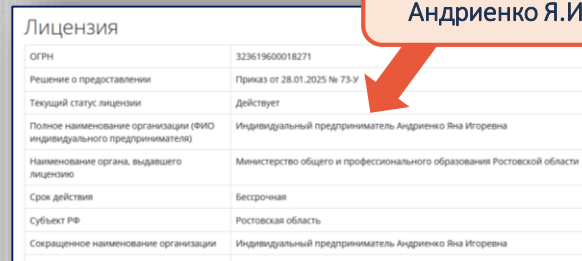 Андриенко Я.И
Лицензия
ОГРН 323619600018271
Решение о предоставлении Приказ от 28.01.2025 № 73-У
Текущий статус лицензии Действует
Полное наименование организации (ФИО Индивидуальный предприниматель Андриенко Яна Игоревна
индивидуального предпринимателя)
Наименование органа, выдавшего Министерство общего и профессионального образования Ростовской области
лицензию
Срок действия Бессрочная
Субъект РФ Ростовская область
Сокращенное наименование организации Индивидуальный предприниматель Андриенко Яна Игоревна